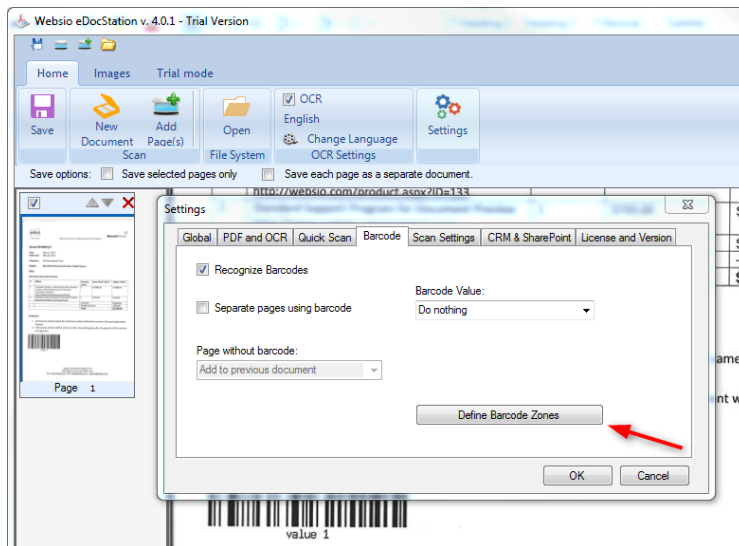 Websio eDocStation v. 4.0.1 - Trial Version
Home Images Trial mode
Save
New Document
Add Page(s)
Scan
Open
File System
OCR
English
Change Language
OCR Settings
Settings
Save options: Save selected pages only Save each page as a separate document.
http://websio.com/product.aspx?ID=133
Page 1
Settings
Global PDF and OCR Quick Scan Barcode Scan Settings CRM & SharePoint License and Version
Recognize Barcodes
Separate pages using barcode
Barcode Value:
Do nothing
Page without barcode:
Add to previous document
Define Barcode Zones
OK Cancel
value 1